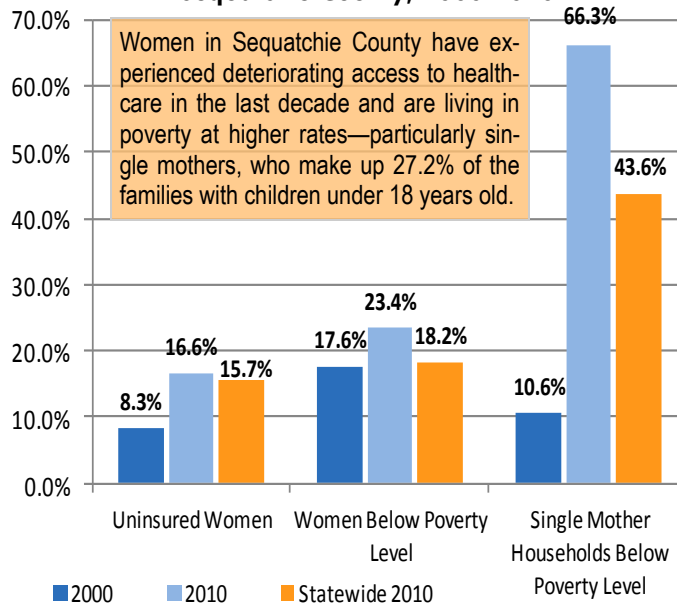 70.0%
60.0%
50.0%
40.0%
30.0%
20.0%
10.0%
0.0%
Women in Sequatchie County have ex-
perienced deteriorating access to health-
care in the last decade and are living in
poverty at higher rates—particularly sin-
gle mothers, who make up 27.2% of the
families with children under 18 years old.
8.3%
16.6%
15.7%
17.6%
23.4%
18.2%
10.6%
66.3%
43.6%
Uninsured Women
Women Below Poverty
Level
Single Mother
Households Below
Poverty Level
2000
2010
Statewide 2010